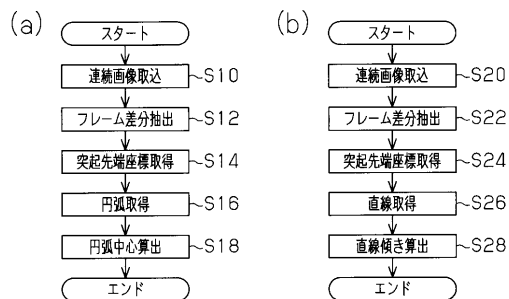 (a)
スタート
連続画像取込 S10
フレーム差分抽出 S12
突起先端座標取得 S14
円弧取得 S16
円弧中心算出 S18
エンド
(b)
スタート
連続画像取込 S20
フレーム差分抽出 S22
突起先端座標取得 S24
直線取得 S26
直線傾き算出 S28
エンド